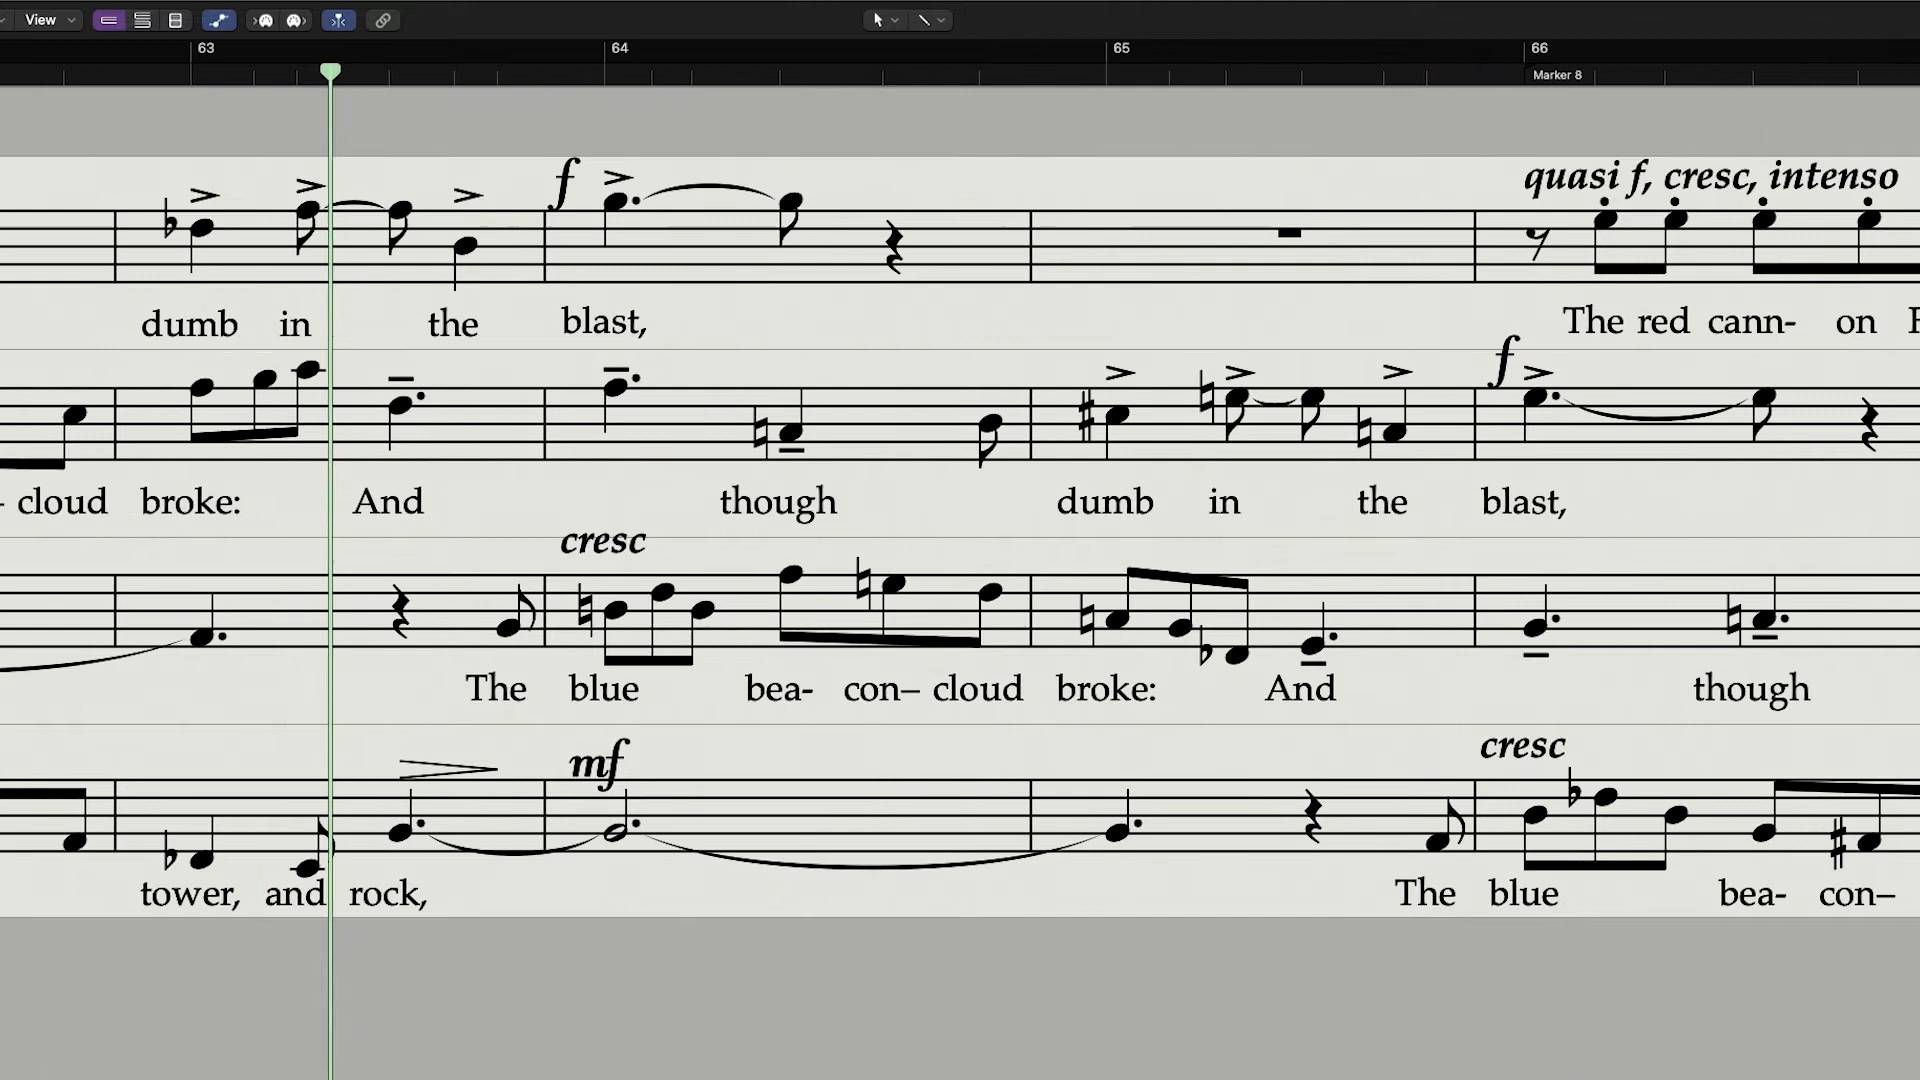 View
63 64 65 66
Marker 8
f quasi f, cresc, intenso
dumb in the blast, The red cann- on
f
- cloud broke: And though dumb in the blast,
cresc
The blue bea- con– cloud broke: And though
mf cresc
tower, and rock, The blue bea- con–